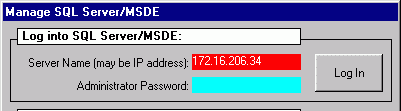 Manage SQL Server/MSDE
Log into SQL Server/MSDE:
Server Name (may be IP address): 172.16.206.34
Administrator Password:
Log In